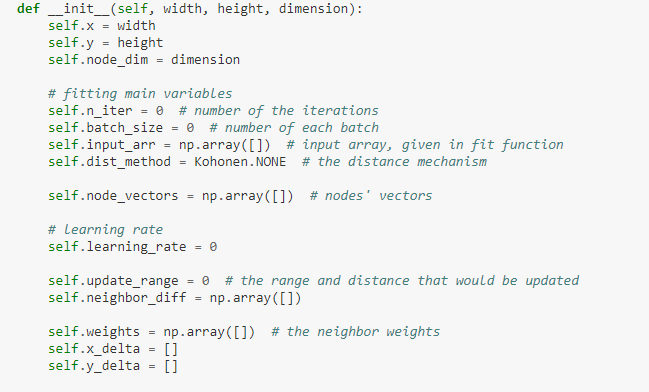 def __init__(self, width, height, dimension):
    self.x = width
    self.y = height
    self.node_dim = dimension

    # fitting main variables
    self.n_iter = 0  # number of the iterations
    self.batch_size = 0  # number of each batch
    self.input_arr = np.array([])  # input array, given in fit function
    self.dist_method = Kohonen.NONE  # the distance mechanism

    self.node_vectors = np.array([])  # nodes' vectors

    # learning rate
    self.learning_rate = 0

    self.update_range = 0  # the range and distance that would be updated
    self.neighbor_diff = np.array([])

    self.weights = np.array([])  # the neighbor weights
    self.x_delta = []
    self.y_delta = []